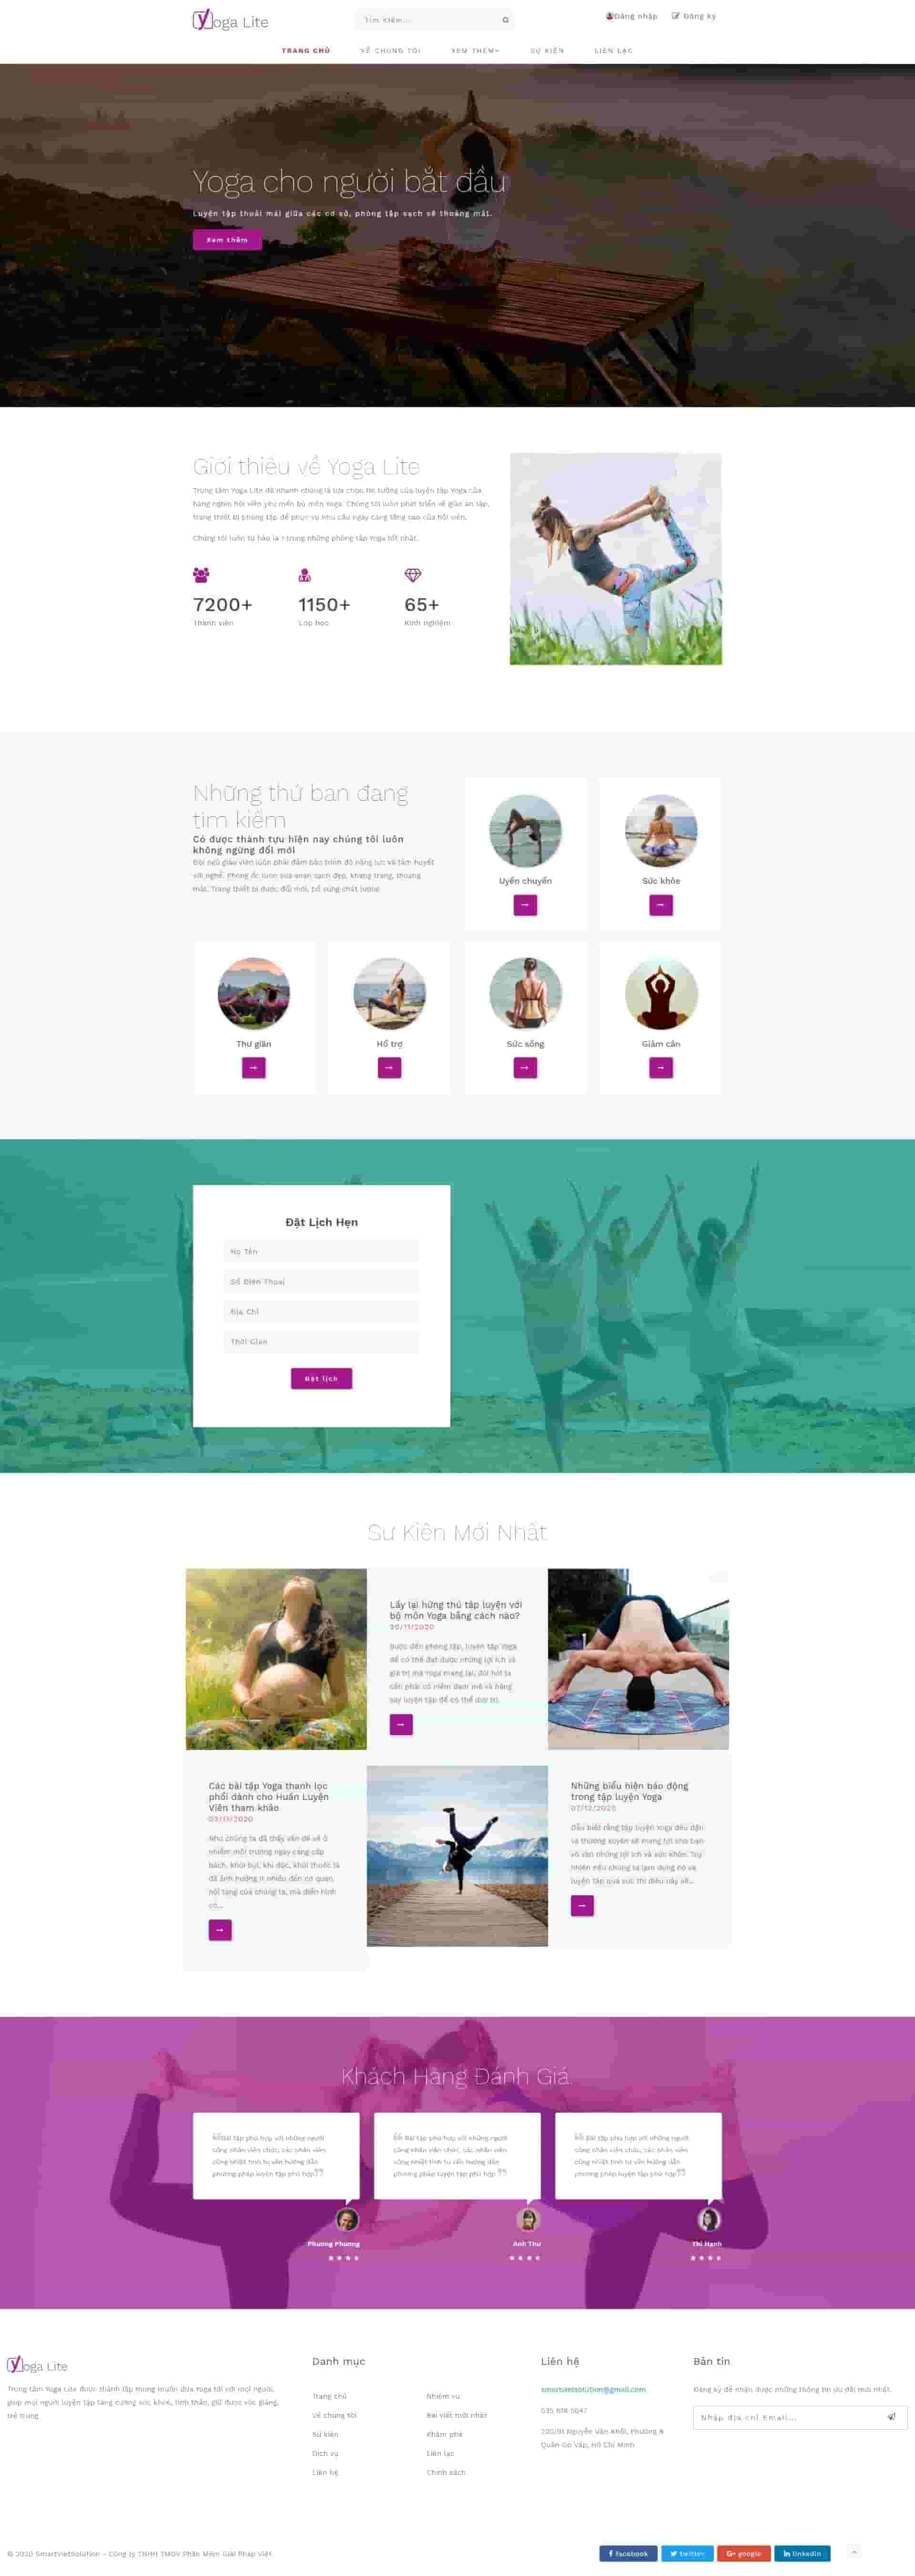 Yoga Lite
Tìm Kiếm...
Đăng nhập
Đăng ký
TRANG CHỦ
VỀ CHÚNG TÔI
XEM THÊM
SỰ KIỆN
LIÊN LẠC
Yoga cho người bắt đầu
Luyện tập thoải mái giữa các cơ sở, phòng tập sạch sẽ thoáng mát.
Xem thêm
Giới thiệu về Yoga Lite
Trung tâm Yoga Lite đã nhanh chóng là lựa chọn tin tưởng của luyện tập Yoga của
hàng nghìn hội viên yêu mến bộ môn Yoga. Chúng tôi luôn phát triển về giáo án tập,
trang thiết bị phòng tập để phục vụ nhu cầu ngày càng tăng cao của hội viên.
Chúng tôi luôn tự hào là 1 trong những phòng tập Yoga tốt nhất.
7200+
1150+
65+
Thành viên
Lớp học
Kinh nghiệm
Những thứ bạn đang
tìm kiếm
Có được thành tựu hiện nay chúng tôi luôn
không ngừng đổi mới
Đội ngũ giáo viên luôn phải đảm bảo trình độ năng lực và tâm huyết
với nghề. Phòng ốc luôn sửa soạn sạch đẹp, khang trang, thoáng
mát. Trang thiết bị được đổi mới, bổ sung chất lượng.
Uyển chuyển
Sức khỏe
Thư giãn
Hổ trợ
Sức sống
Giảm cân
Đặt Lịch Hẹn
Họ Tên
Số Điện Thoại
Địa Chỉ
Thời Gian
Đặt lịch
Sự Kiện Mới Nhất
Lấy lại hứng thú tập luyện với
bộ môn Yoga bằng cách nào?
30/11/2020
Bước đến phòng tập, luyện tập Yoga
để có thể đạt được những lợi ích và
giá trị mà Yoga mang lại, đòi hỏi ta
cần phải có niềm đam mê và hăng
say luyện tập để có thể duy trì.
Các bài tập Yoga thanh lọc
phổi dành cho Huấn Luyện
Viên tham khảo
03/11/2020
Như chúng ta đã thấy vấn đề về ô
nhiễm môi trường ngày càng cấp
bách, khói bụi, khí độc, khói thuốc lá
đã ảnh hưởng ít nhiều đến cơ quan
nội tạng của chúng ta, mà điển hình
có...
Những biểu hiện báo động
trong tập luyện Yoga
07/12/2020
Dẫu biết rằng tập luyện Yoga đều đặn
và thường xuyên sẽ mang tới cho bạn
vô vàn những lợi ích về sức khỏe. Tuy
nhiên nếu chúng ta lạm dụng nó và
luyện tập quá sức thì điều này sẽ...
Khách Hàng Đánh Giá
Bài tập phù hợp với những người
công nhân viên chức, các nhân viên
cũng nhiệt tình tư vấn hướng dẫn
phương pháp luyện tập phù hợp
Bài tập phù hợp với những người
công nhân viên chức, các nhân viên
cũng nhiệt tình tư vấn hướng dẫn
phương pháp luyện tập phù hợp
Bài tập phù hợp với những người
công nhân viên chức, các nhân viên
cũng nhiệt tình tư vấn hướng dẫn
phương pháp luyện tập phù hợp
Phương Phương
Anh Thư
Thi Hạnh
Yoga Lite
Trung tâm Yoga Lite được thành lập mong muốn đưa Yoga tới với mọi người,
giúp mọi người luyện tập tăng cường sức khỏe, tinh thần, giữ được vóc giáng,
trẻ trung
Danh mục
Trang chủ
Về chúng tôi
Sự kiện
Dịch vụ
Liên hệ
Nhiệm vụ
Bài viết mới nhất
Khám phá
Liên lạc
Chính sách
Liên hệ
smartvietsolution@gmail.com
Nguyễn Văn Khối, Phường 8
Quận Gò Vấp, Hồ Chí Minh
Bản tin
Đăng ký để nhận được những thông tin ưu đãi mới nhất.
Nhập địa chỉ Email...
© 2020 SmartVietSolution - Công ty TNHH TMDV Phần Mềm Giải Pháp Việt
facebook
twitter
google
linkedin